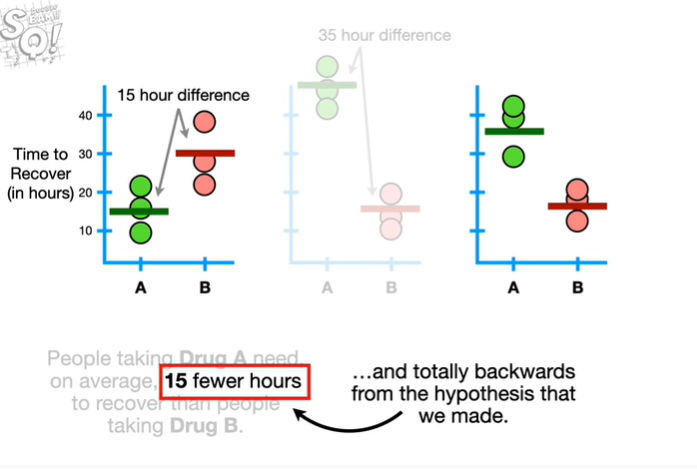 STATQUEST BAM!!!
SQ!
35 hour difference
15 hour difference
Time to
Recover
(in hours)
40
30
20
10
A
B
A
B
A
B
People taking Drug A need,
on average, 15 fewer hours
to recover than people
taking Drug B.
…and totally backwards
from the hypothesis that
we made.